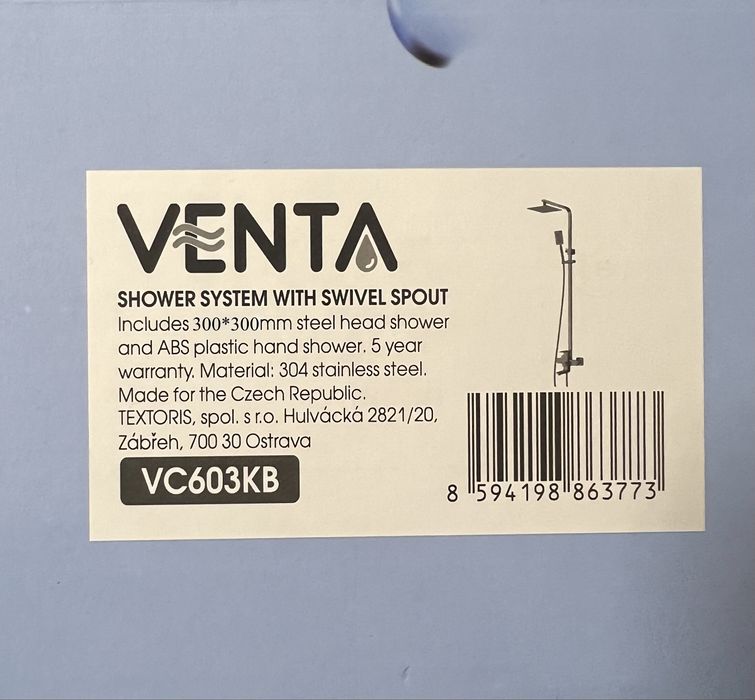 VENTA
SHOWER SYSTEM WITH SWIVEL SPOUT
Includes 300*300mm steel head shower
and ABS plastic hand shower. 5 year
warranty. Material: 304 stainless steel.
Made for the Czech Republic.
TEXTORIS, spol. s r.o. Hulvácká 2821/20,
Zábřeh, 700 30 Ostrava
VC603KB
8 594198 863773